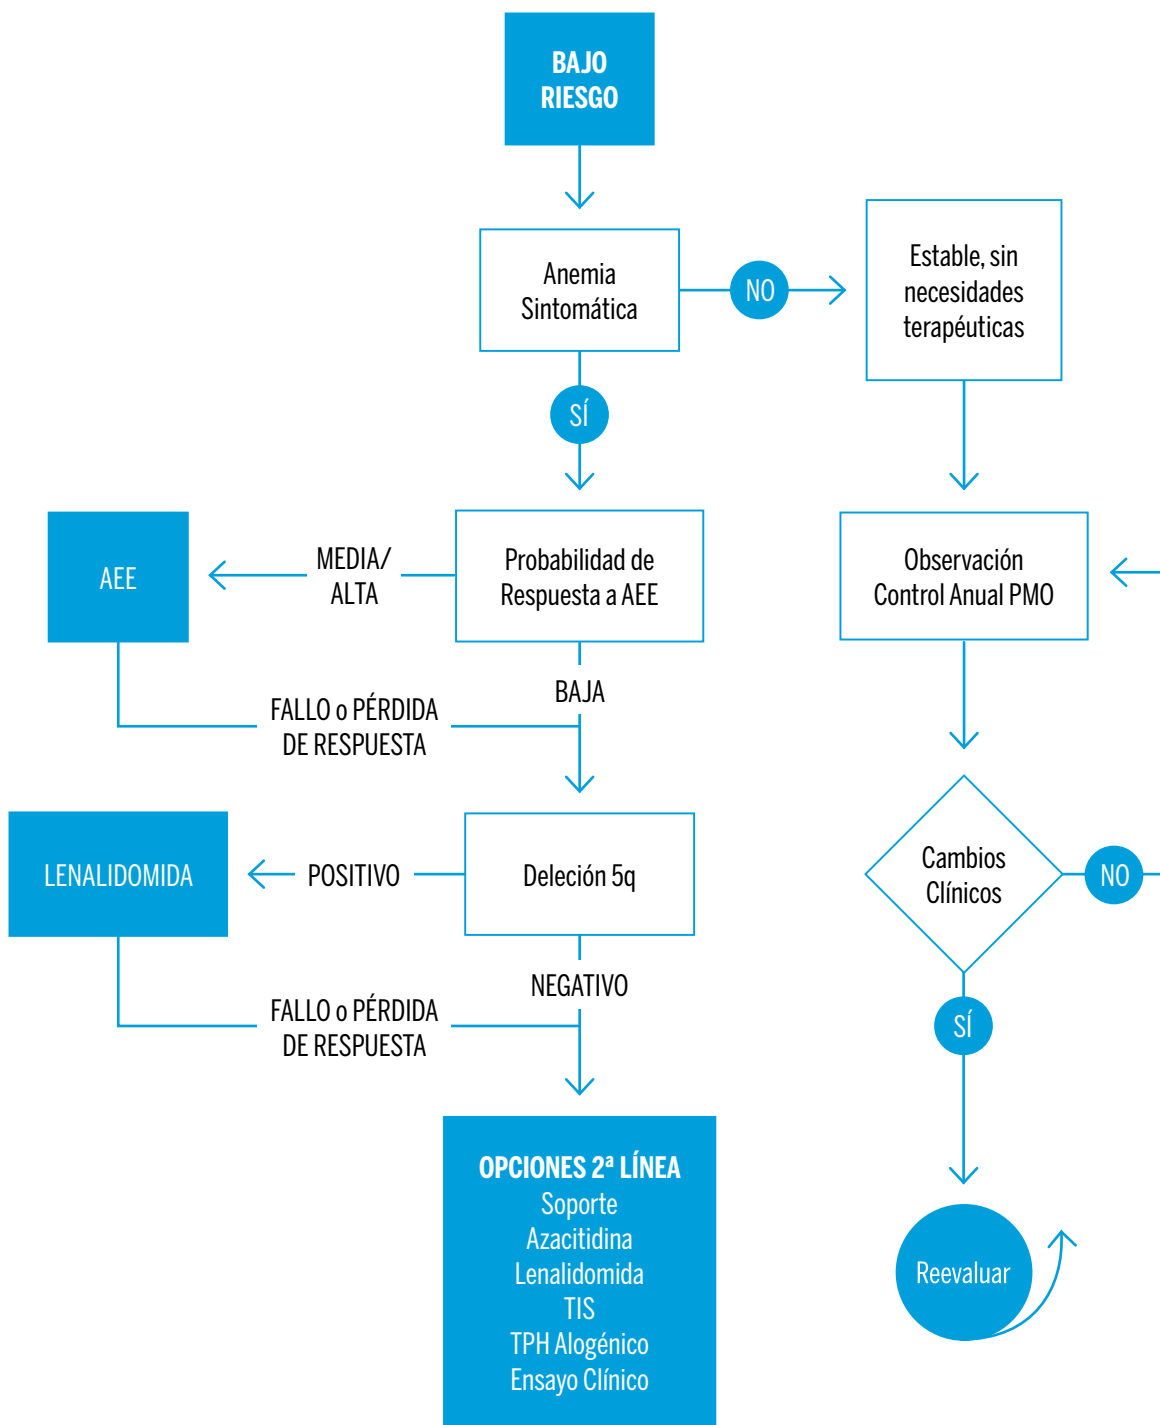 BAJO
RIESGO
Anemia
Sintomática
NO
Estable, sin
necesidades
terapéuticas
SÍ
AEE
MEDIA/
ALTA
Probabilidad de
Respuesta a AEE
Observación
Control Anual PMO
BAJA
FALLO o PÉRDIDA
DE RESPUESTA
LENALIDOMIDA
POSITIVO
Deleción 5q
Cambios
Clínicos
NO
NEGATIVO
FALLO o PÉRDIDA
DE RESPUESTA
SÍ
OPCIONES 2ª LÍNEA
Soporte
Azacitidina
Lenalidomida
TIS
TPH Alogénico
Ensayo Clínico
Reevaluar